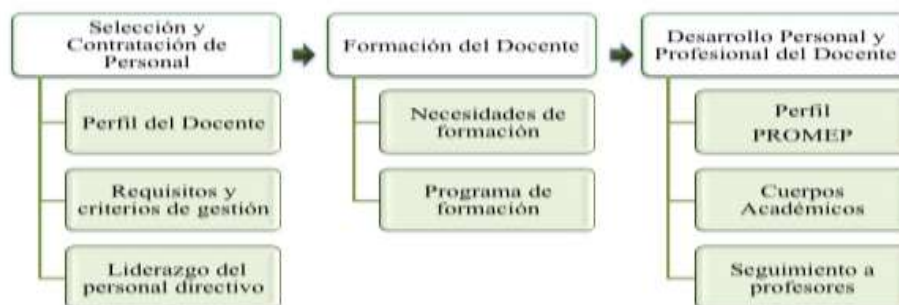 Selección y
Contratación de
Personal
Perfil del Docente
Requisitos y
criterios de gestión
Liderazgo del
personal directivo
Formación del Docente
Necesidades de
formación
Programa de
formación
Desarrollo Personal y
Profesional del Docente
Perfil
PROMEP
Cuerpos
Académicos
Seguimiento a
profesores